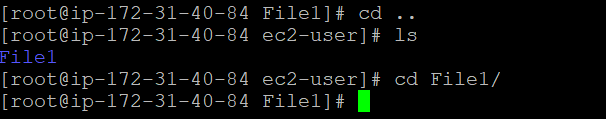 [root@ip-172-31-40-84 File1]# cd ..
[root@ip-172-31-40-84 ec2-user]# ls
File1
[root@ip-172-31-40-84 ec2-user]# cd File1/
[root@ip-172-31-40-84 File1]#